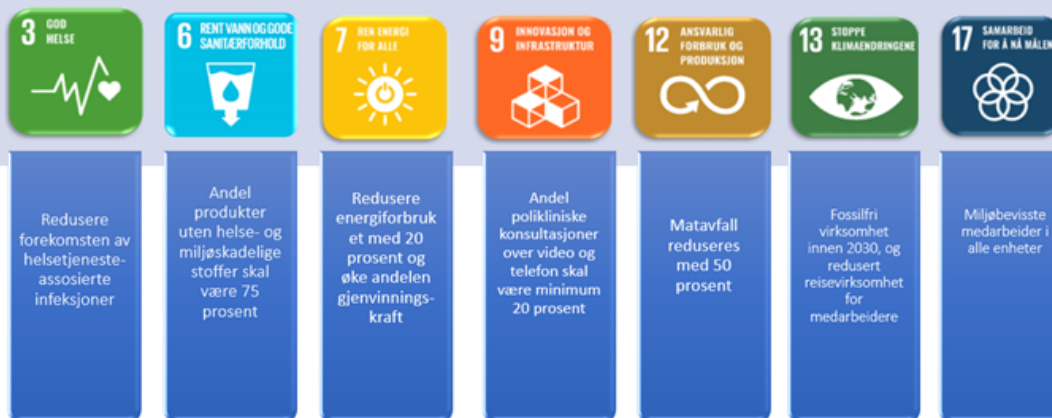 3 GOD
HELSE
6 RENT VANN OG GODE
SANITÆRFORHOLD
7 REN ENERGI
FOR ALLE
9 INNOVASJON OG
INFRASTRUKTUR
12 ANSVARLIG
FORBRUK OG
PRODUKSJON
13 STOPPE
KLIMAENDRINGENE
17 SAMARBEID
FOR Å NÅ MÅLEN
Redusere
forekomsten av
helsetjeneste-
assosierte
infeksjoner
Andel
produkter
uten helse- og
miljøskadelige
stoffer skal
være 75
prosent
Redusere
energiforbruk
et med 20
prosent og
øke andelen
gjenvinnings-
kraft
Andel
polikliniske
konsultasjoner
over video og
telefon skal
være minimum
20 prosent
Matavfall
reduseres
med 50
prosent
Fossilfri
virksomhet
innen 2030, og
redusert
reisevirksomhet
for
medarbeidere
Miljøbevisste
medarbeider i
alle enheter